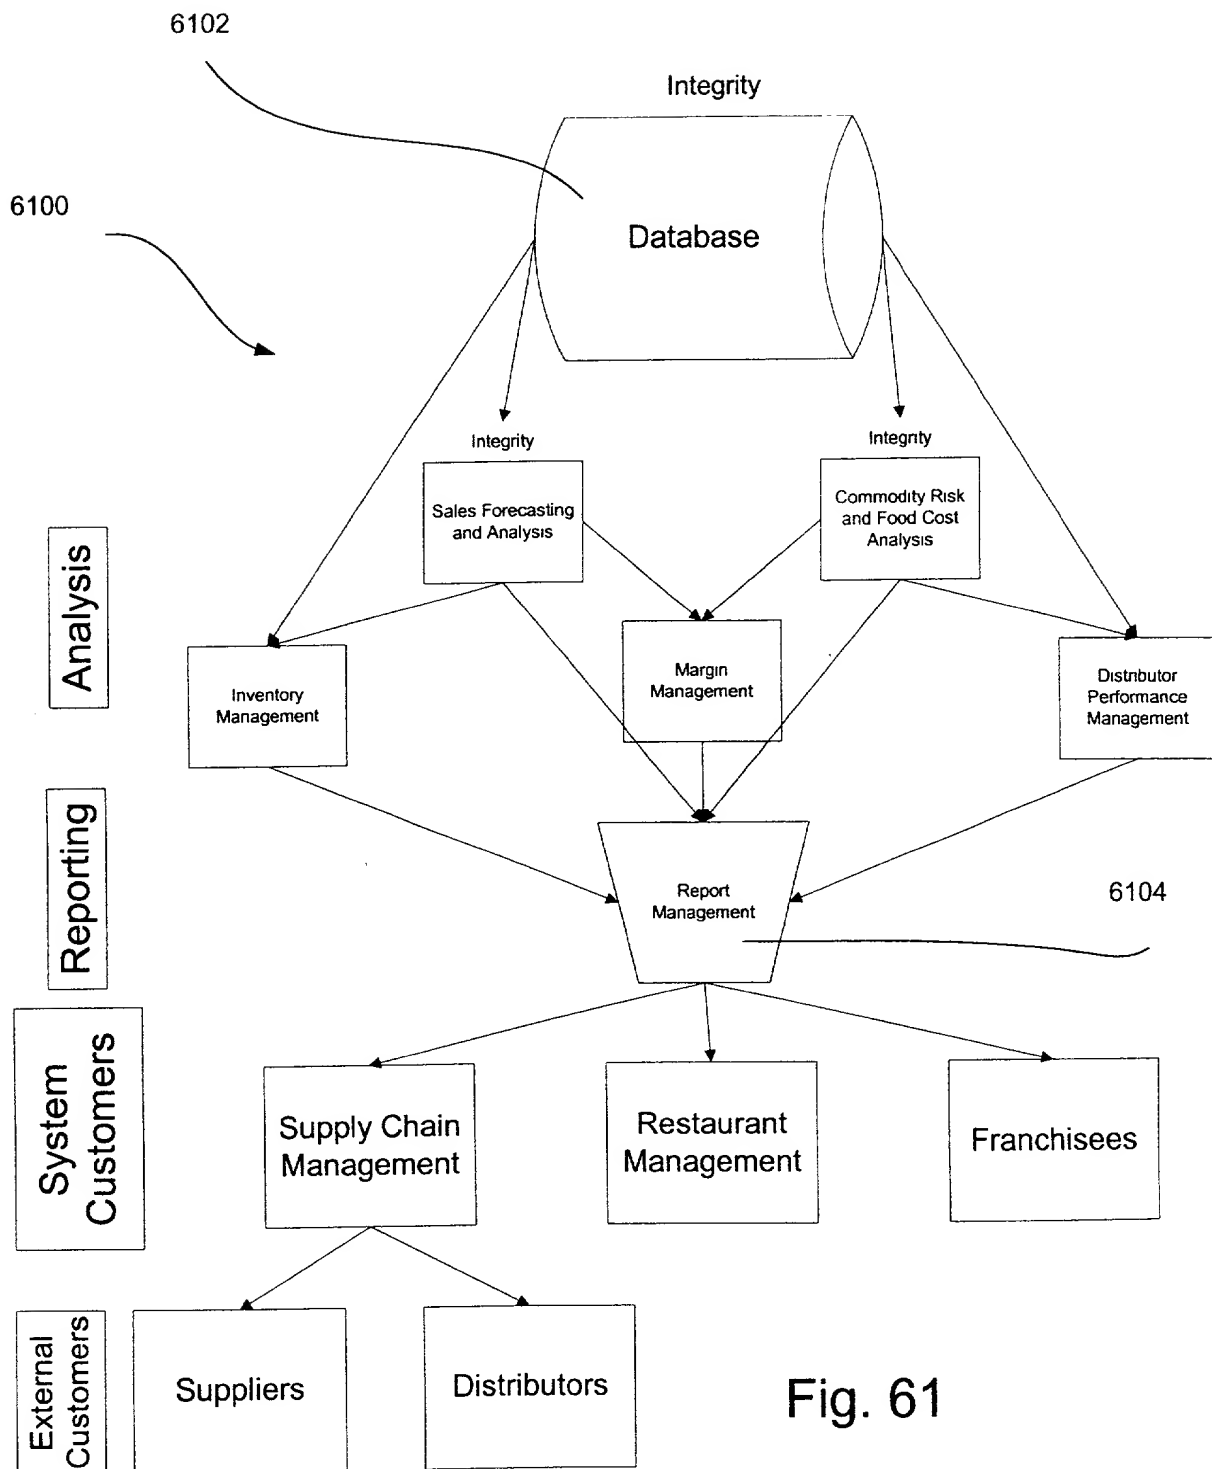 6102
Integrity
6100
Database
Integrity
Integrity
Sales Forecasting
and Analysis
Commodity Risk
and Food Cost
Analysis
Analysis
Inventory
Management
Margin
Management
Distributor
Performance
Management
Reporting
Report
Management
6104
System
Customers
Supply Chain
Management
Restaurant
Management
Franchisees
External
Customers
Suppliers
Distributors
Fig. 61